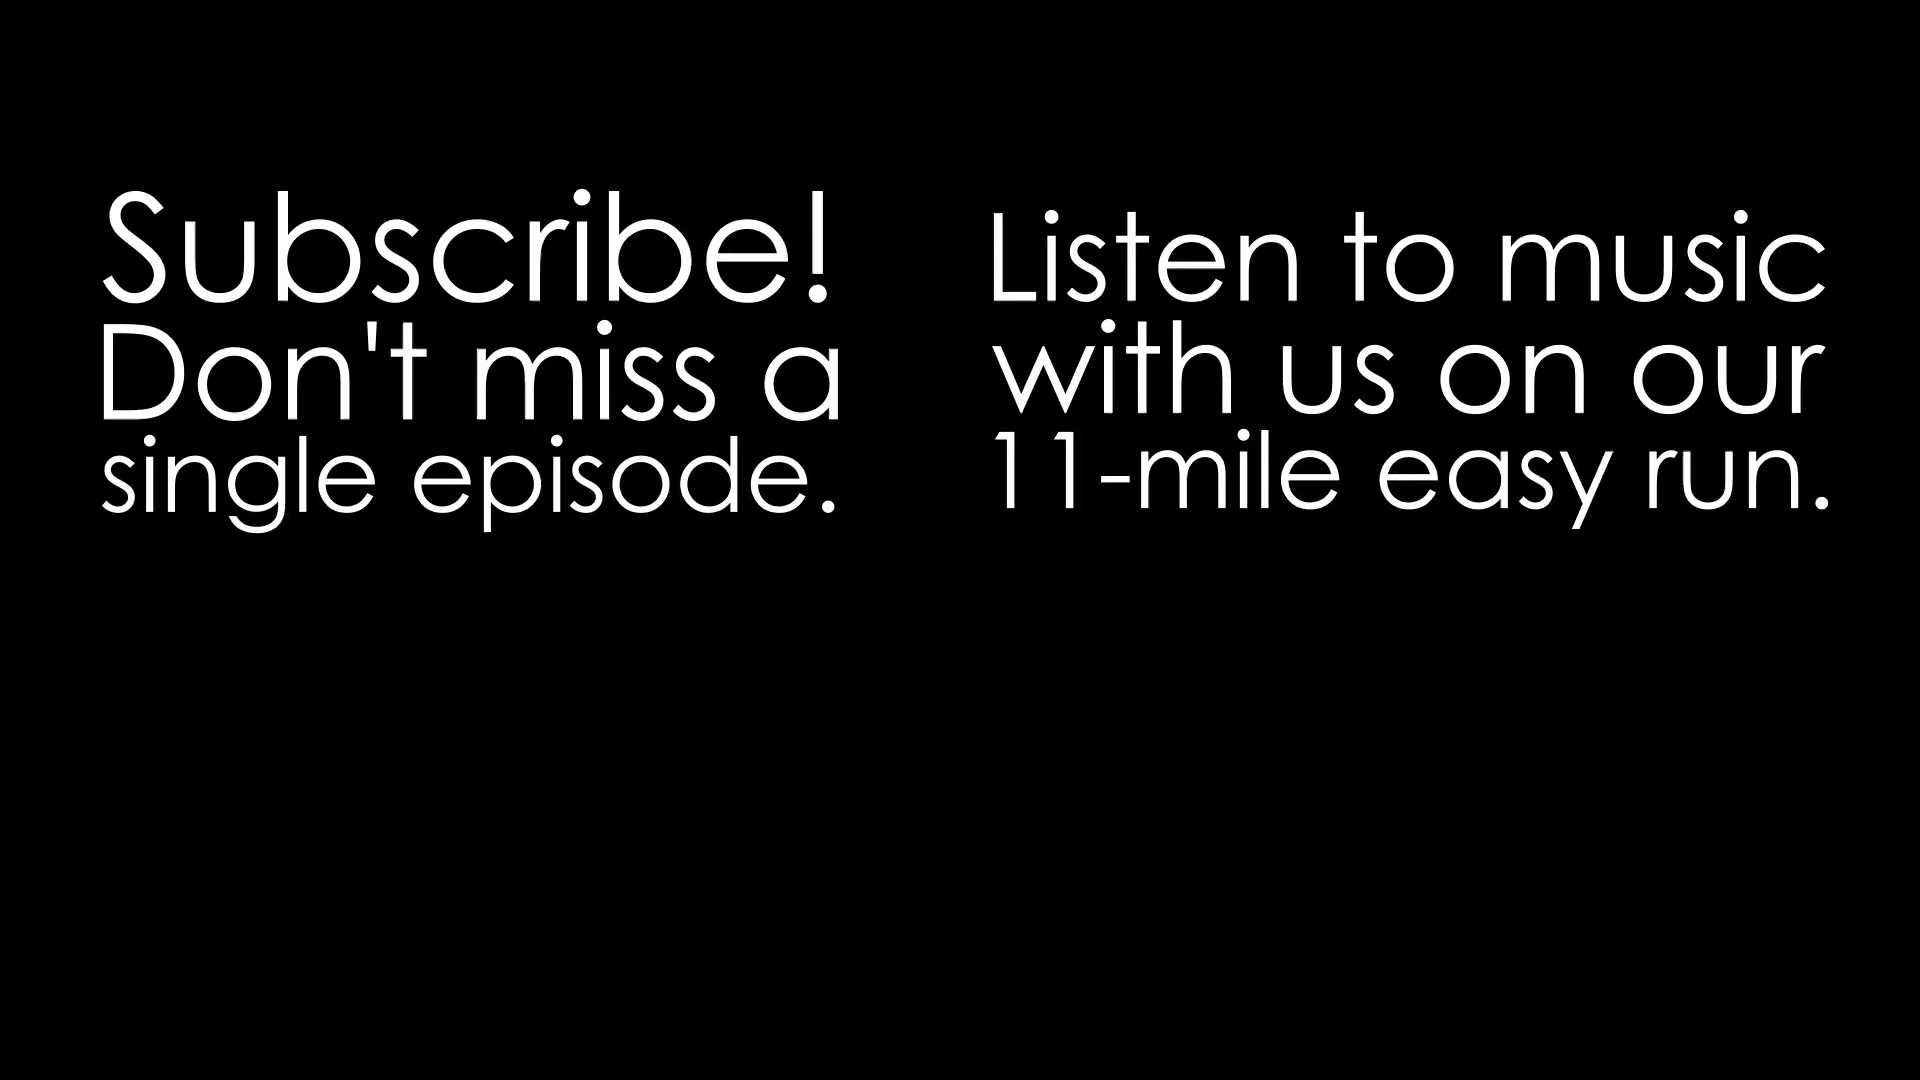 Subscribe!
Don't miss a
single episode.
Listen to music
with us on our
11-mile easy run.